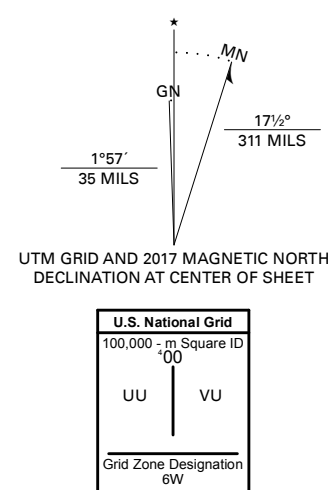 ★
MN
GN
17½°
311 MILS
1°57´
35 MILS
UTM GRID AND 2017 MAGNETIC NORTH
DECLINATION AT CENTER OF SHEET
U.S. National Grid
100,000 - m Square ID
⁴00
UU VU
Grid Zone Designation
6W